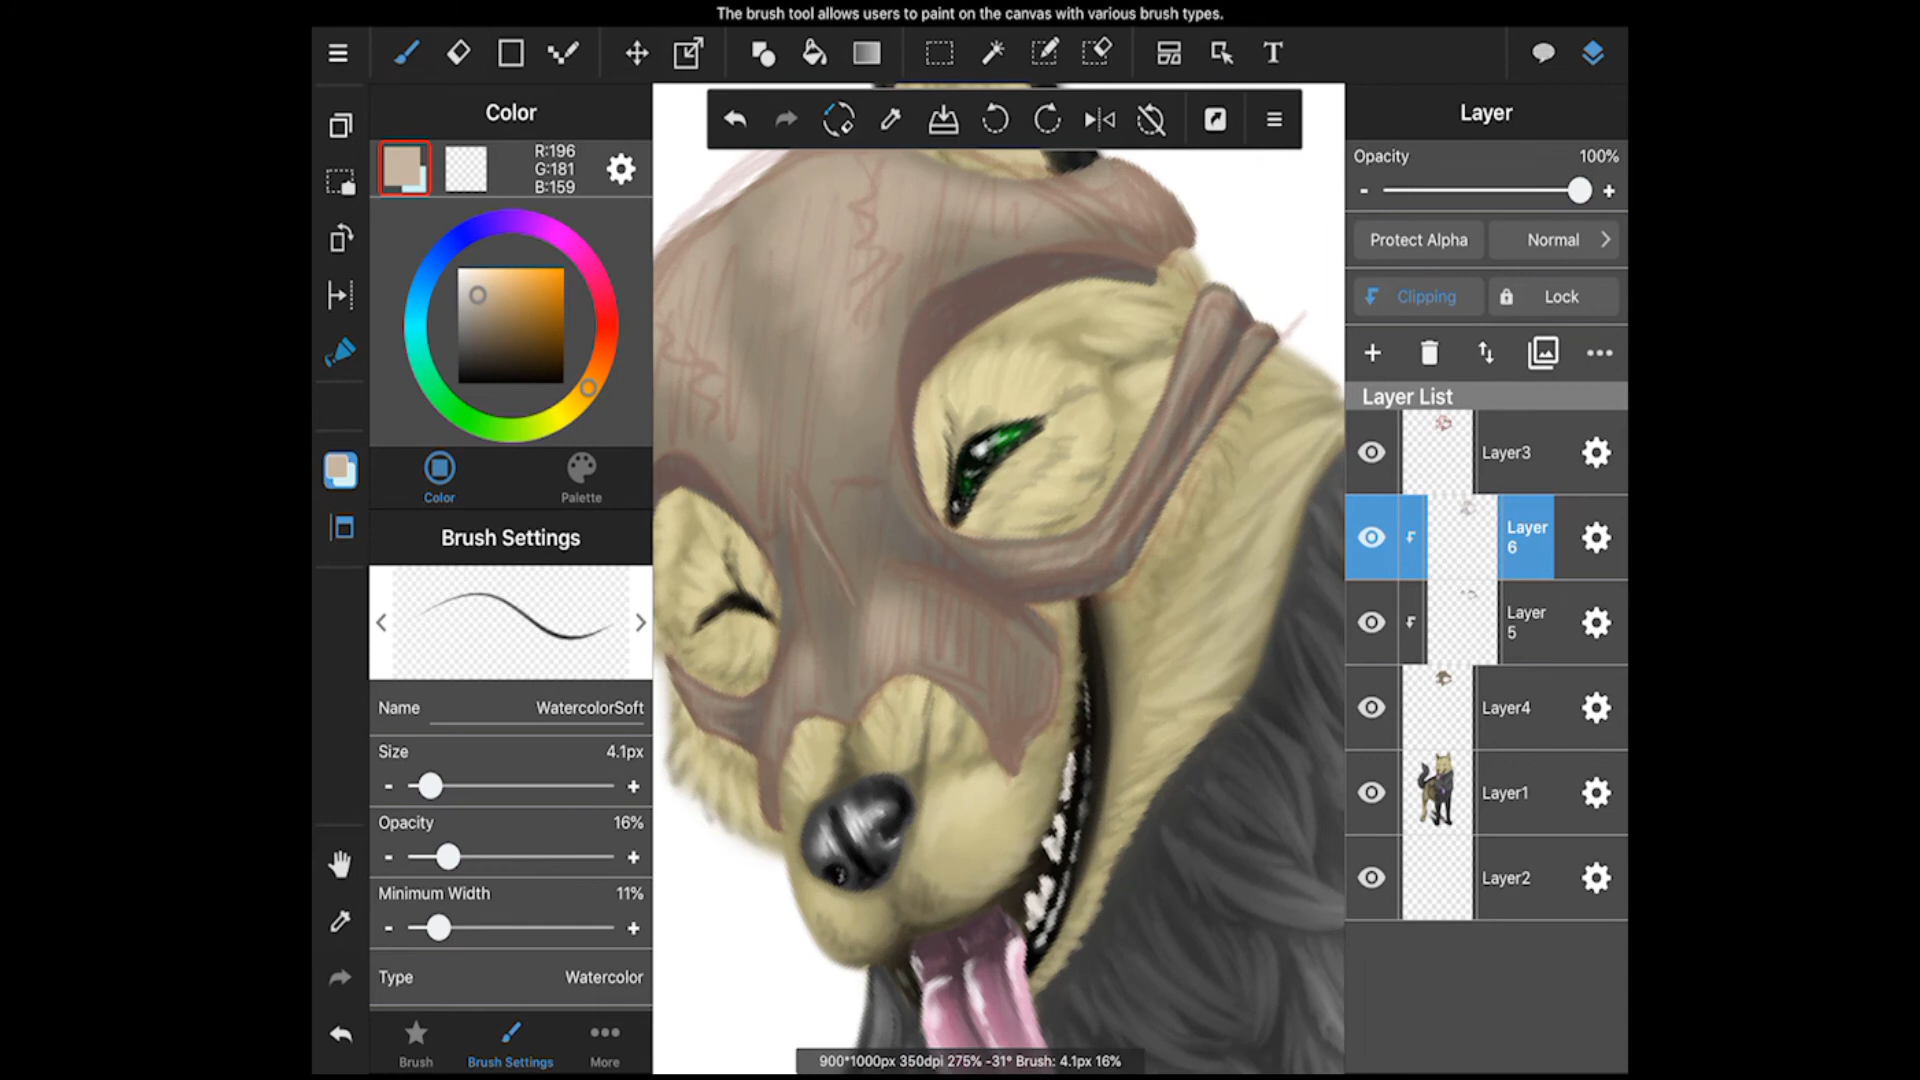 The brush tool allows users to paint on the canvas with various brush types.
T
Color
R:196
G:181
B:159
Color
Palette
Brush Settings
Name WatercolorSoft
Size 4.1px
- +
Opacity 16%
- +
Minimum Width 11%
- +
Type Watercolor
Brush
Brush Settings
More
900*1000px 350dpi 275% -31° Brush: 4.1px 16%
Layer
Opacity 100%
- +
Protect Alpha
Normal
Clipping
Lock
Layer List
Layer3
Layer
6
Layer
5
Layer4
Layer1
Layer2